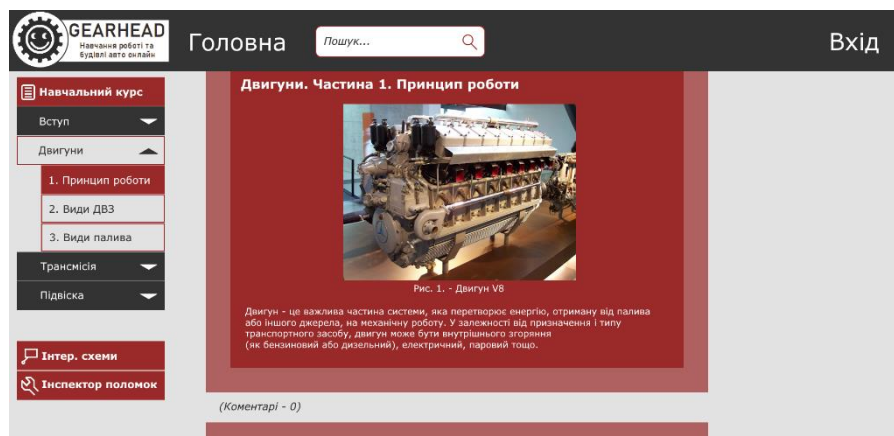 GEARHEAD
Навчання роботі та
будівлі авто онлайн
Головна
Пошук...
Вхід
Навчальний курс
Вступ
Двигуни
1. Принцип роботи
2. Види ДВЗ
3. Види палива
Трансмісія
Підвіска
Інтер. схеми
Інспектор поломок
Двигуни. Частина 1. Принцип роботи
Рис. 1. - Двигун V8
Двигун - це важлива частина системи, яка перетворює енергію, отриману від палива
або іншого джерела, на механічну роботу. У залежності від призначення і типу
транспортного засобу, двигун може бути внутрішнього згоряння
(як бензиновий або дизельний), електричний, паровий тощо.
(Коментарі - 0)